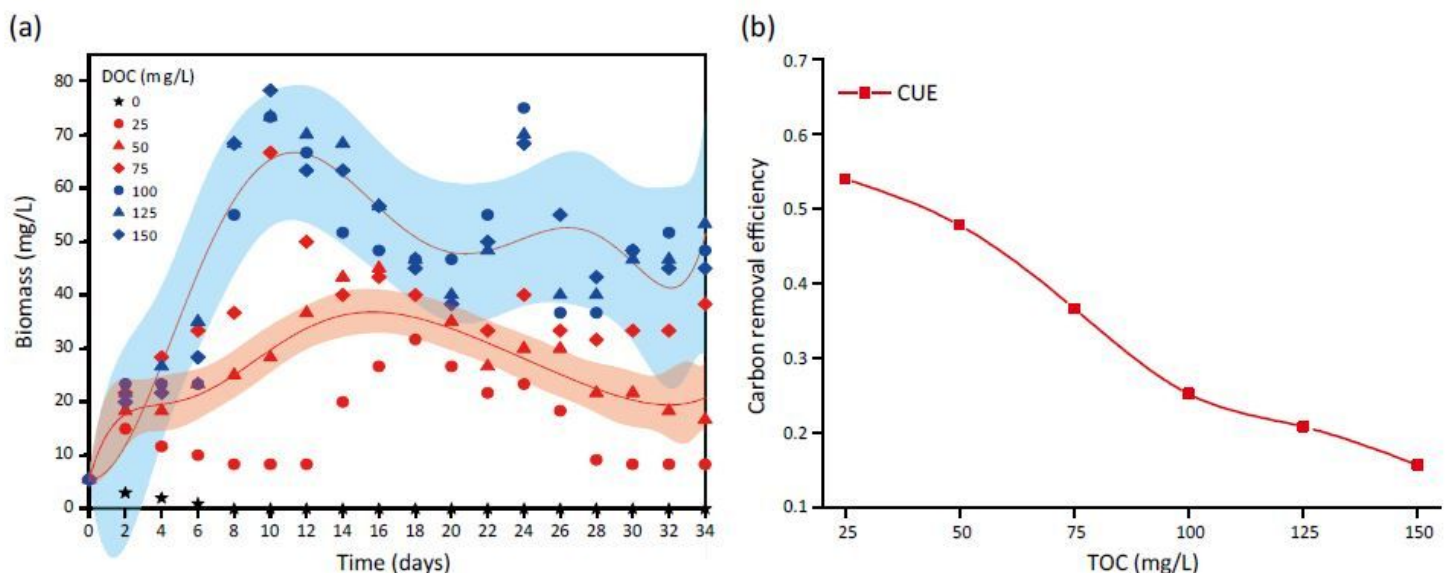 (a)
DOC (mg/L)
0
25
50
75
100
125
150
80
70
60
50
40
30
20
10
0
Biomass (mg/L)
0 2 4 6 8 10 12 14 16 18 20 22 24 26 28 30 32 34
Time (days)
(b)
CUE
0.7
0.6
0.5
0.4
0.3
0.2
0.1
Carbon removal efficiency
25 50 75 100 125 150
TOC (mg/L)